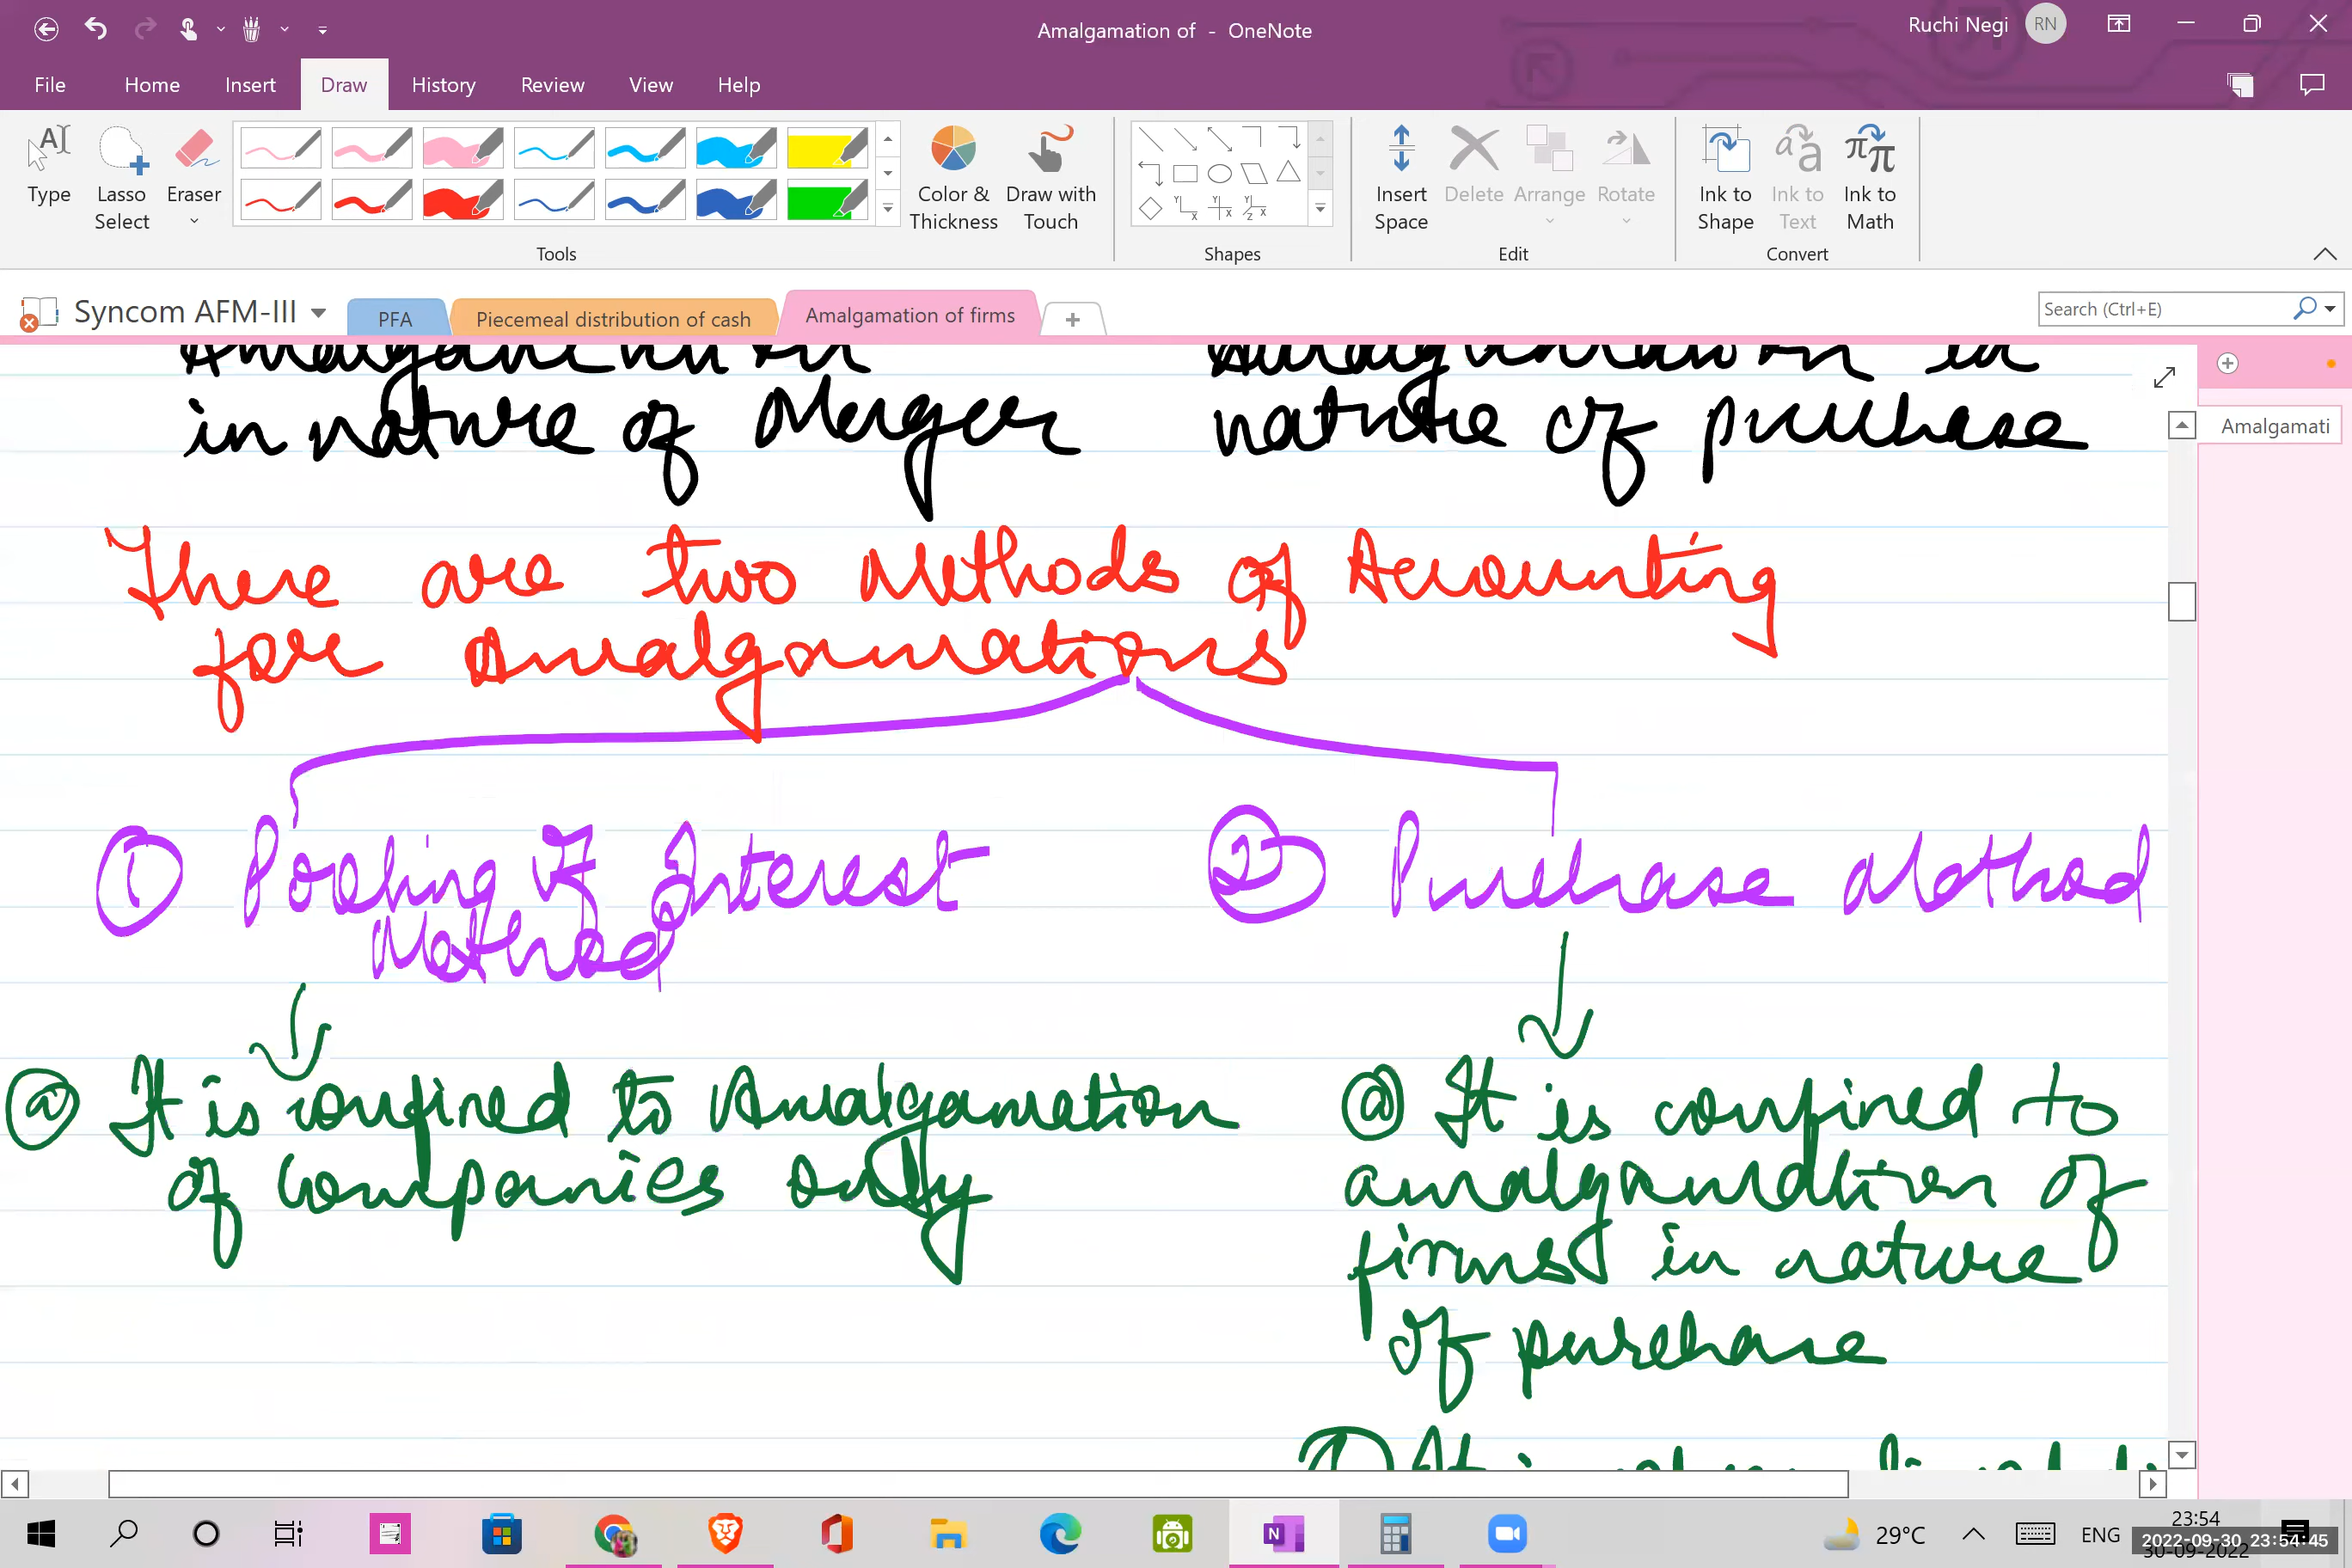 Amalgamation of - OneNote
Ruchi Negi RN
File Home Insert Draw History Review View Help
Type
Lasso Select
Eraser
Color & Thickness
Draw with Touch
Insert Space
Delete
Arrange
Rotate
Ink to Shape
Ink to Text
Ink to Math
Tools Shapes Edit Convert
Syncom AFM-III PFA Piecemeal distribution of cash Amalgamation of firms
Search (Ctrl+E)
Amalgamati
in nature of Merger nature of purchase
There are two Methods of Accounting
for Amalgamations
① Pooling of Interest
Method
② Purchase Method
ⓐ It is confined to Amalgamation
of Companies only
ⓐ It is confined to
amalgamation of
firms in nature
of purchase
29°C ENG 23:54
30-09-2022
2022-09-30 23:54:45